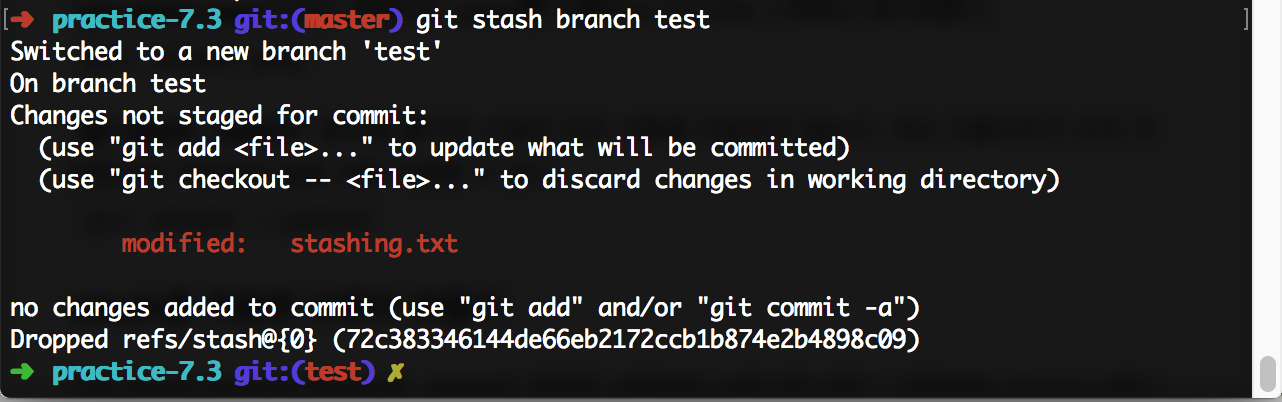 [➜ practice-7.3 git:(master) git stash branch test ]
Switched to a new branch 'test'
On branch test
Changes not staged for commit:
  (use "git add <file>..." to update what will be committed)
  (use "git checkout -- <file>..." to discard changes in working directory)
        modified:   stashing.txt
no changes added to commit (use "git add" and/or "git commit -a")
Dropped refs/stash@{0} (72c383346144de66eb2172ccb1b874e2b4898c09)
➜ practice-7.3 git:(test) ✗